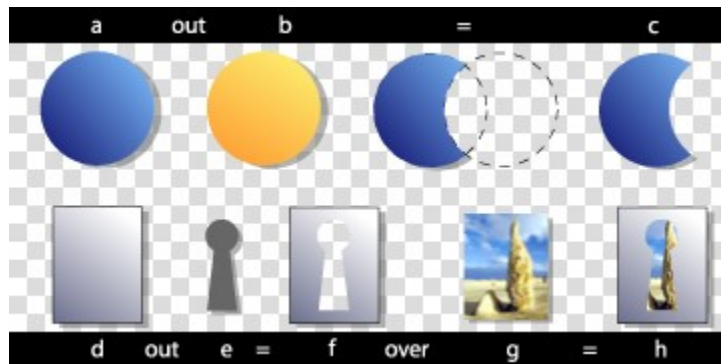 a out b = c
d out e = f over g = h